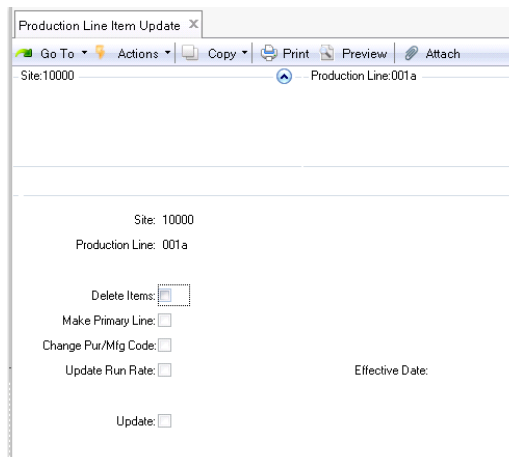 Production Line Item Update X
Go To Actions Copy Print Preview Attach
Site:10000 Production Line:001a
Site: 10000
Production Line: 001a
Delete Items:
Make Primary Line:
Change Pur/Mfg Code:
Update Run Rate: Effective Date:
Update: